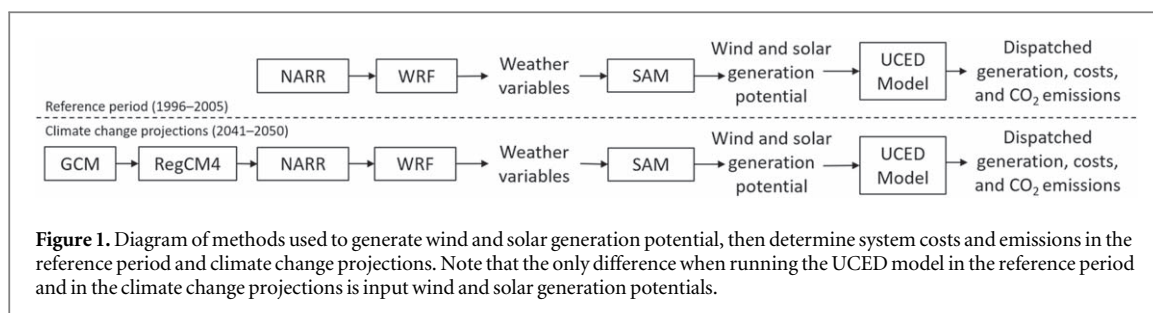 NARR WRF Weather variables SAM Wind and solar generation potential UCED Model Dispatched generation, costs, and CO₂ emissions
Reference period (1996–2005)
Climate change projections (2041–2050)
GCM RegCM4 NARR WRF Weather variables SAM Wind and solar generation potential UCED Model Dispatched generation, costs, and CO₂ emissions
Figure 1. Diagram of methods used to generate wind and solar generation potential, then determine system costs and emissions in the
reference period and climate change projections. Note that the only difference when running the UCED model in the reference period
and in the climate change projections is input wind and solar generation potentials.